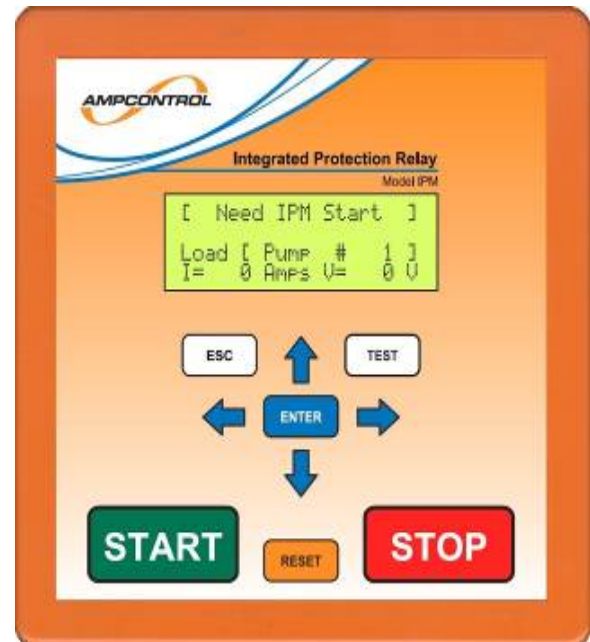 AMPCONTROL
Integrated Protection Relay
Model IPM
[ Need IPM Start ]
Load [ Pump # 1 ]
I= 0 Amps V= 0 V
ESC
TEST
ENTER
START
RESET
STOP